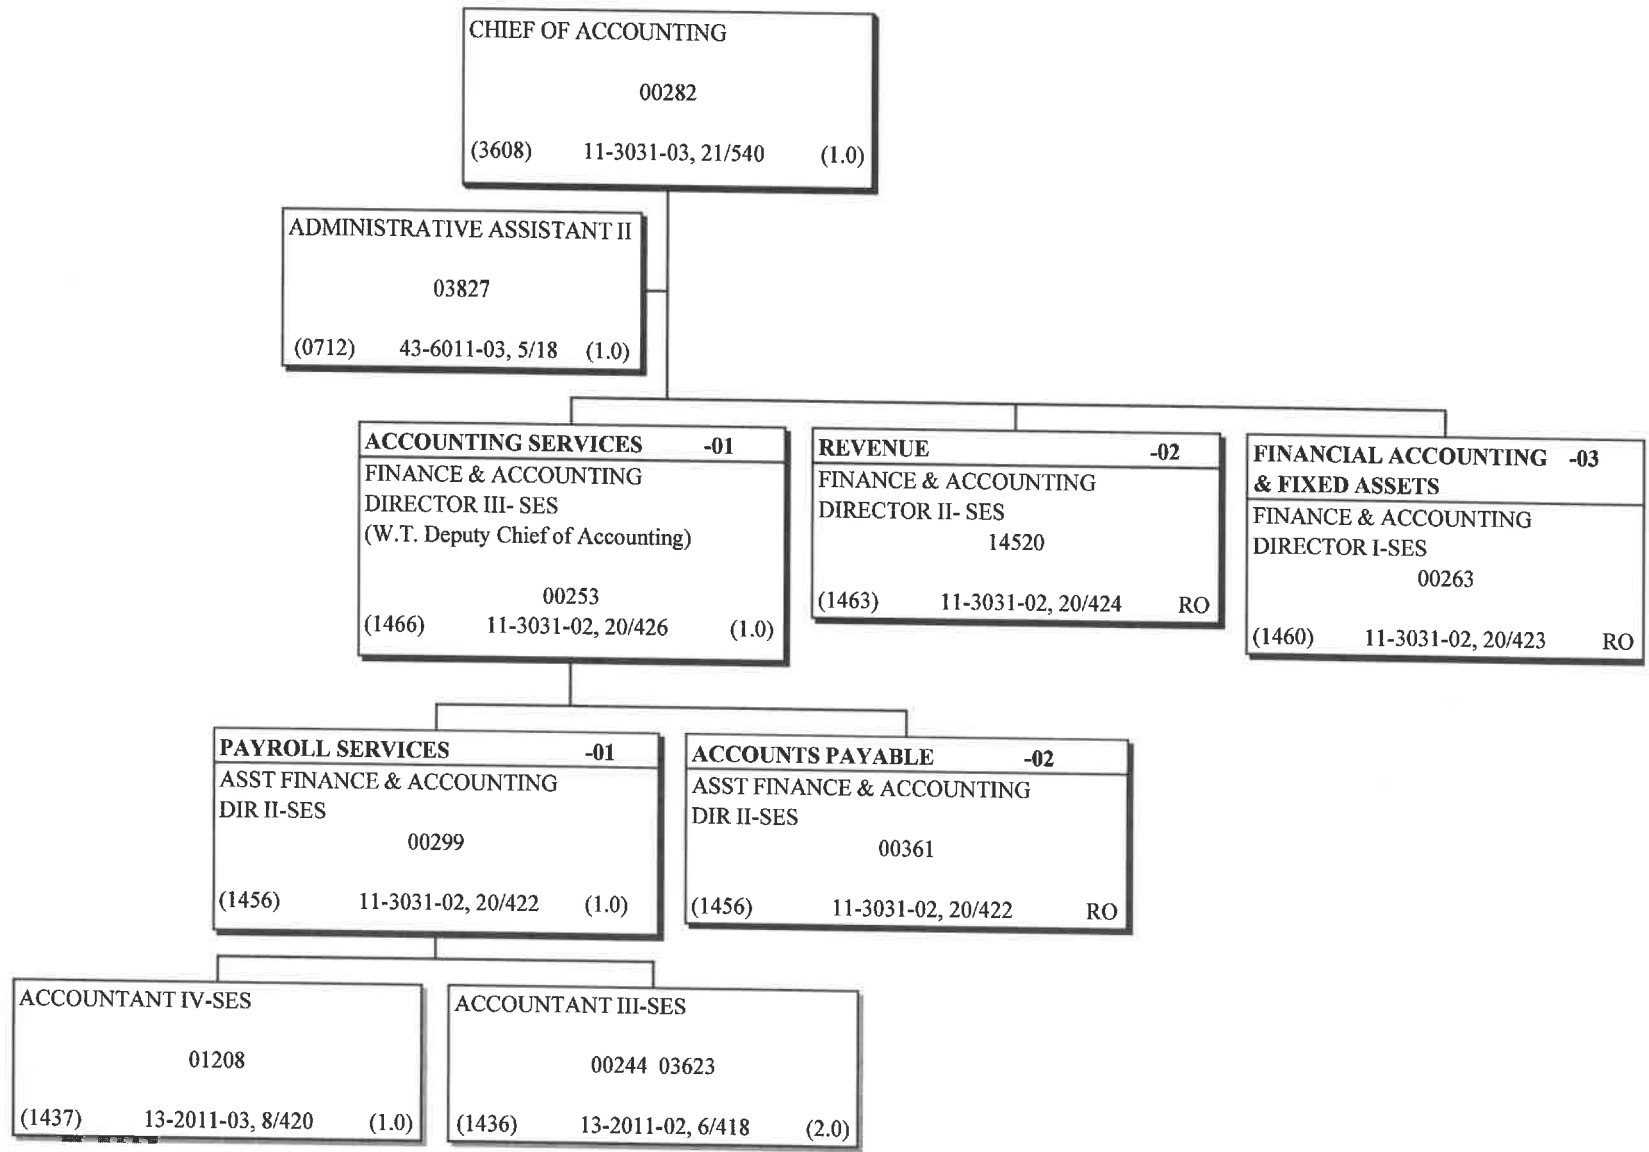 CHIEF OF ACCOUNTING
00282
(3608) 11-3031-03, 21/540 (1.0)
ADMINISTRATIVE ASSISTANT II
03827
(0712) 43-6011-03, 5/18 (1.0)
ACCOUNTING SERVICES -01
FINANCE & ACCOUNTING
DIRECTOR III- SES
(W.T. Deputy Chief of Accounting)
00253
(1466) 11-3031-02, 20/426 (1.0)
REVENUE -02
FINANCE & ACCOUNTING
DIRECTOR II- SES
14520
(1463) 11-3031-02, 20/424 RO
FINANCIAL ACCOUNTING -03
& FIXED ASSETS
FINANCE & ACCOUNTING
DIRECTOR I-SES
00263
(1460) 11-3031-02, 20/423 RO
PAYROLL SERVICES -01
ASST FINANCE & ACCOUNTING
DIR II-SES
00299
(1456) 11-3031-02, 20/422 (1.0)
ACCOUNTS PAYABLE -02
ASST FINANCE & ACCOUNTING
DIR II-SES
00361
(1456) 11-3031-02, 20/422 RO
ACCOUNTANT IV-SES
01208
(1437) 13-2011-03, 8/420 (1.0)
ACCOUNTANT III-SES
00244 03623
(1436) 13-2011-02, 6/418 (2.0)